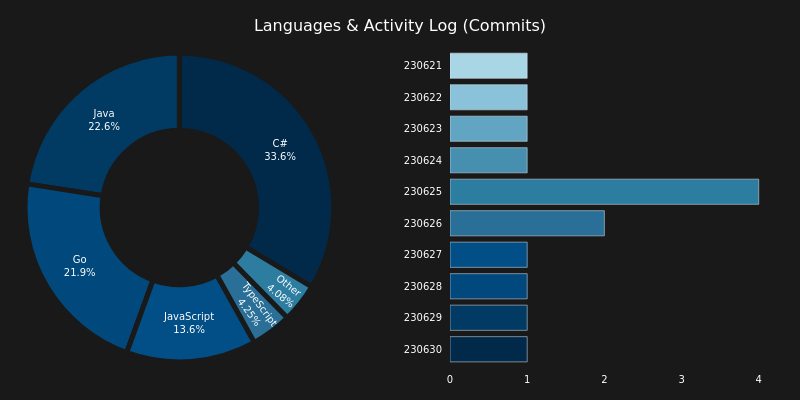 Languages & Activity Log (Commits)
Java
22.6%
C#
33.6%
Go
21.9%
JavaScript
13.6%
TypeScript
4.25%
Other
4.08%
230621
230622
230623
230624
230625
230626
230627
230628
230629
230630
0 1 2 3 4